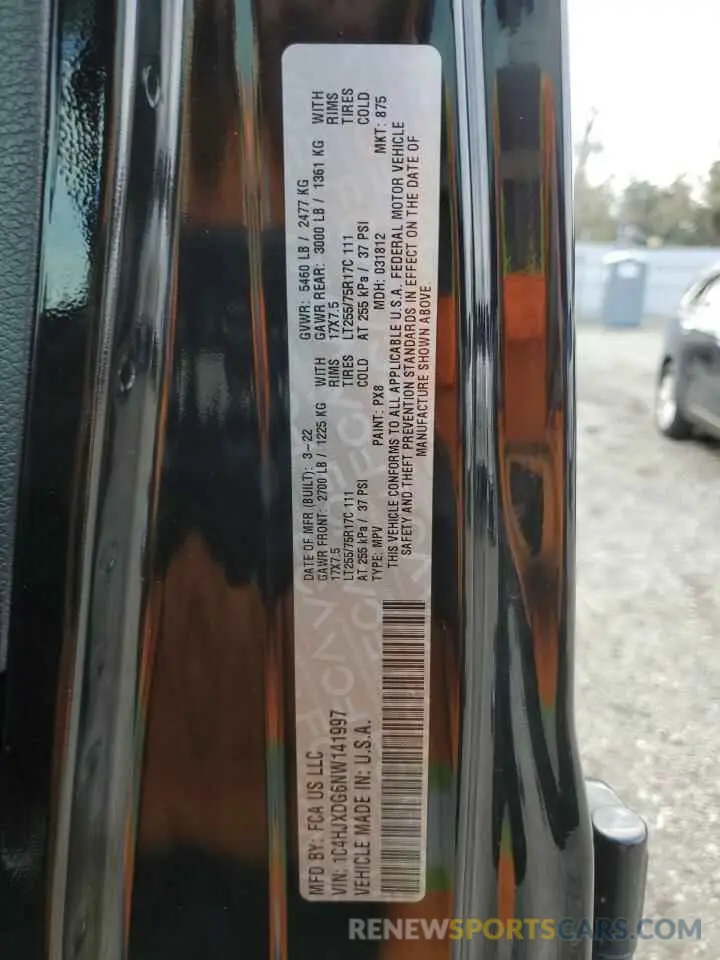 MFD BY: FCA US LLC
DATE OF MFR (BUILT): 3-22
GVWR: 5460 LB / 2477 KG
VIN: 1C4HJXDG6NW141997
GAWR FRONT: 2700 LB / 1225 KG WITH
GAWR REAR: 3000 LB / 1361 KG WITH
17X7.5 RIMS
17X7.5 RIMS
VEHICLE MADE IN: U.S.A.
LT255/75R17C 111 TIRES
LT255/75R17C 111 TIRES
AT 255 kPa / 37 PSI COLD
AT 255 kPa / 37 PSI COLD
TYPE: MPV PAINT: PX8 MDH: 031812 MKT: 875
THIS VEHICLE CONFORMS TO ALL APPLICABLE U.S.A. FEDERAL MOTOR VEHICLE
SAFETY AND THEFT PREVENTION STANDARDS IN EFFECT ON THE DATE OF
MANUFACTURE SHOWN ABOVE.
RENEWSPORTSCARS.COM